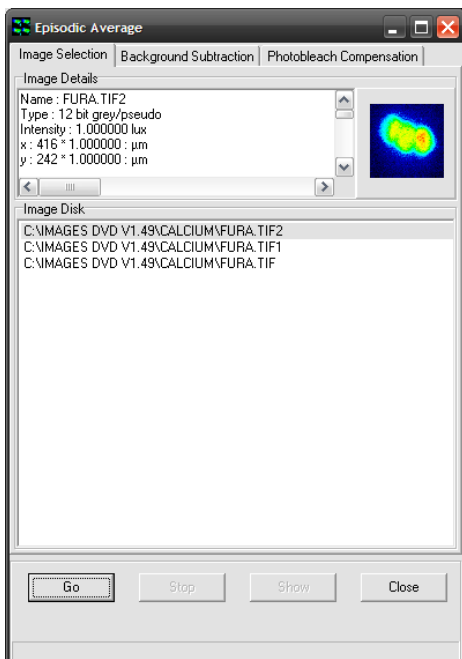 Episodic Average
Image Selection Background Subtraction Photobleach Compensation
Image Details
Name : FURA.TIF2
Type : 12 bit grey/pseudo
Intensity : 1.000000 lux
x : 416 * 1.000000 : µm
y : 242 * 1.000000 : µm
Image Disk
C:\IMAGES DVD V1.49\CALCIUM\FURA.TIF2
C:\IMAGES DVD V1.49\CALCIUM\FURA.TIF1
C:\IMAGES DVD V1.49\CALCIUM\FURA.TIF
Go Stop Show Close